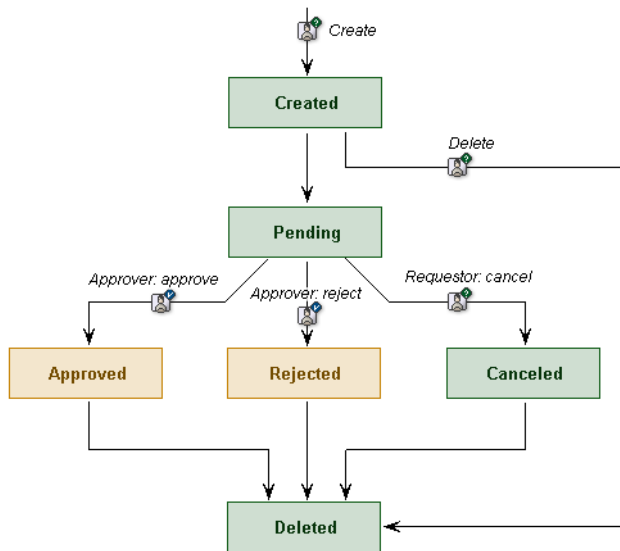 Create
Created
Delete
Pending
Approver: approve
Approver: reject
Requestor: cancel
Approved
Rejected
Canceled
Deleted